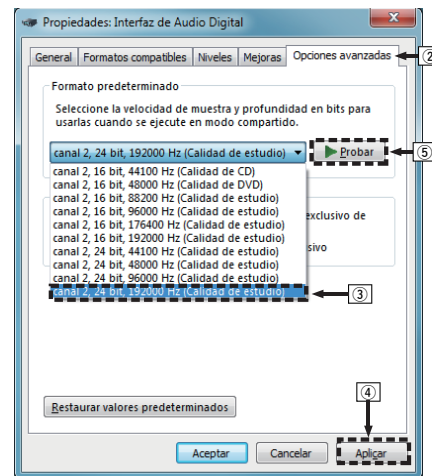 Propiedades: Interfaz de Audio Digital
General Formatos compatibles Niveles Mejoras Opciones avanzadas
②
Formato predeterminado
Seleccione la velocidad de muestra y profundidad en bits para
usarlas cuando se ejecute en modo compartido.
canal 2, 24 bit, 192000 Hz (Calidad de estudio)
Probar
⑤
canal 2, 16 bit, 44100 Hz (Calidad de CD)
canal 2, 16 bit, 48000 Hz (Calidad de DVD)
canal 2, 16 bit, 88200 Hz (Calidad de estudio)
canal 2, 16 bit, 96000 Hz (Calidad de estudio)
canal 2, 16 bit, 176400 Hz (Calidad de estudio)
canal 2, 16 bit, 192000 Hz (Calidad de estudio)
canal 2, 24 bit, 44100 Hz (Calidad de estudio)
canal 2, 24 bit, 48000 Hz (Calidad de estudio)
canal 2, 24 bit, 96000 Hz (Calidad de estudio)
canal 2, 24 bit, 192000 Hz (Calidad de estudio)
③
exclusivo de
sivo
④
Restaurar valores predeterminados
Aceptar Cancelar Aplicar